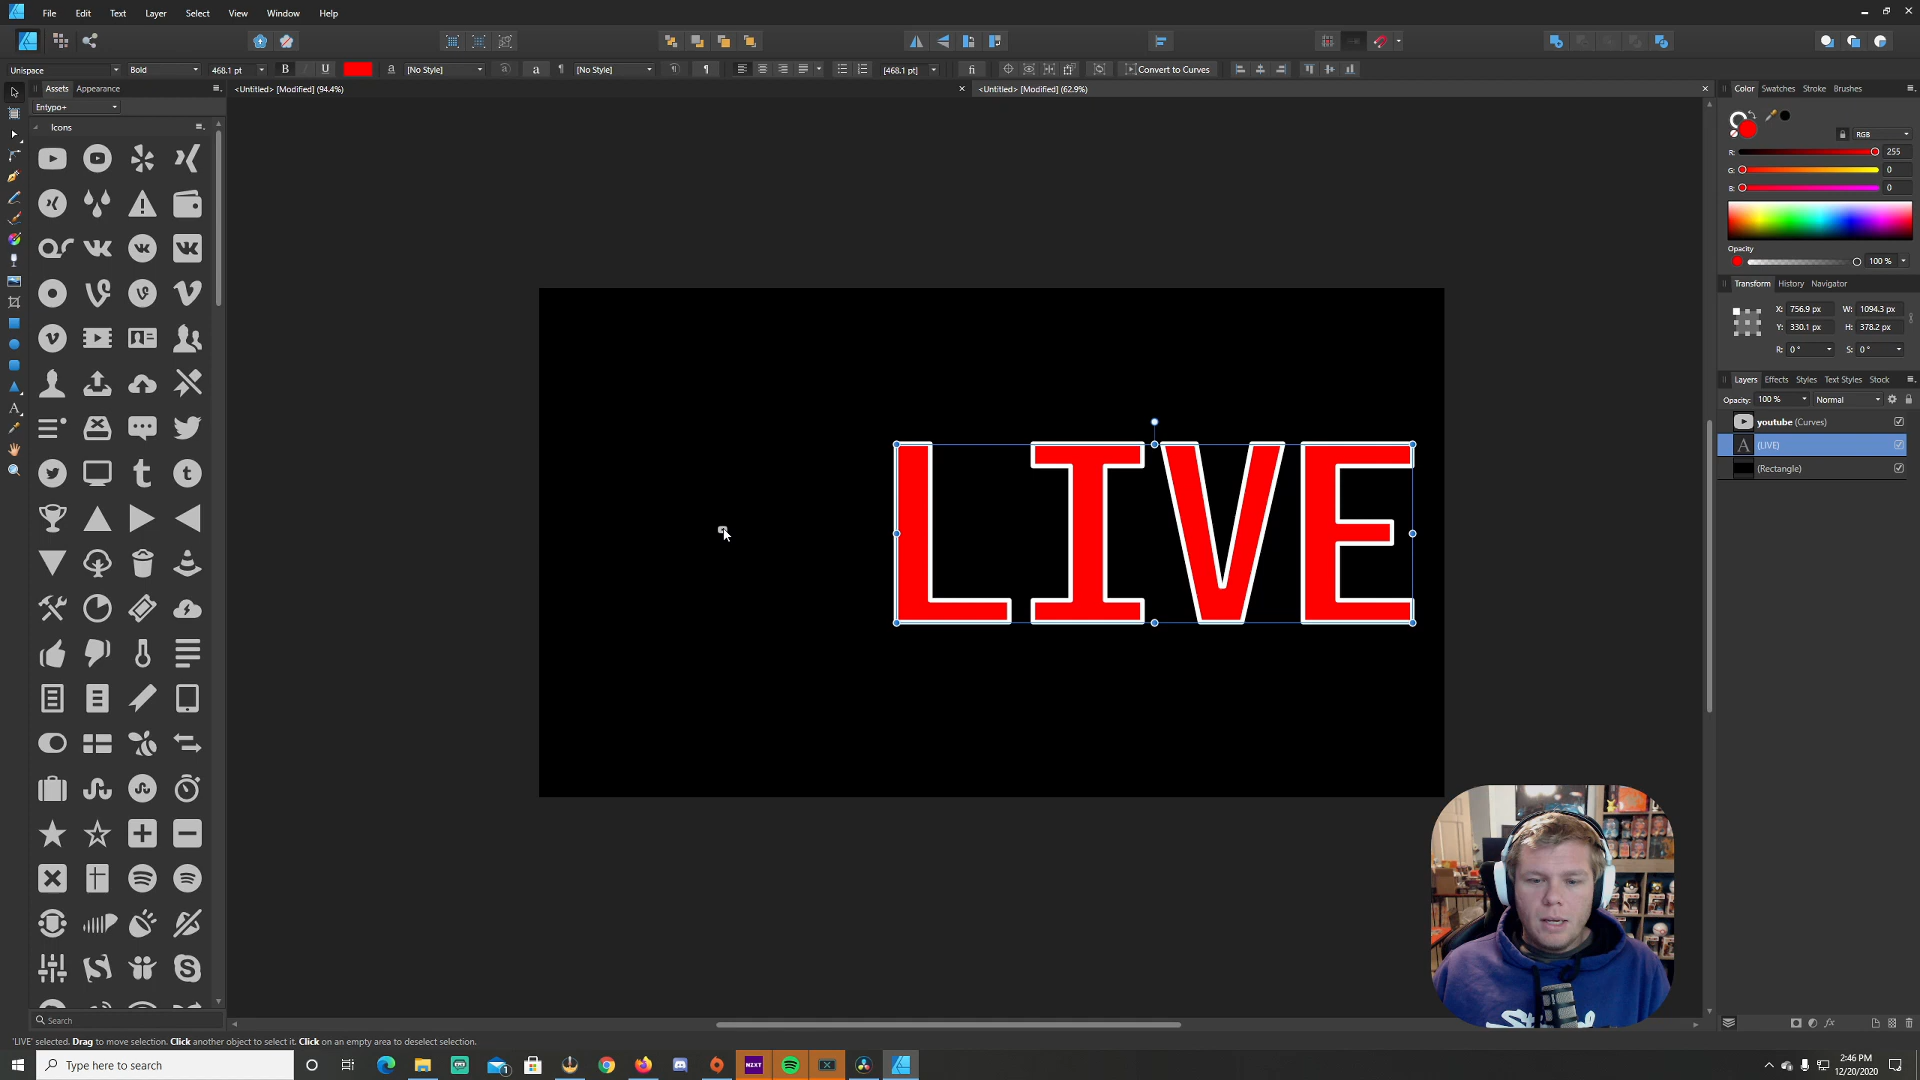 File Edit Text Layer Select View Window Help
Unispace Bold 468.1 pt B I U a [No Style] a a ¶ [No Style] ¶ [468.1 pt] fi Convert to Curves
Assets Appearance
<Untitled> [Modified] (94.4%)
<Untitled> [Modified] (62.9%)
Entypo+
Icons
Search
LIVE
Color Swatches Stroke Brushes
RGB
R: 255
G: 0
B: 0
Opacity
100 %
Transform History Navigator
X: 756.9 px W: 1094.3 px
Y: 330.1 px H: 378.2 px
R: 0 ° S: 0 °
Layers Effects Styles Text Styles Stock
Opacity: 100 % Normal
youtube (Curves)
(LIVE)
(Rectangle)
'LIVE' selected. Drag to move selection. Click another object to select it. Click on an empty area to deselect selection.
Type here to search
NZXT
2:46 PM
12/20/2020